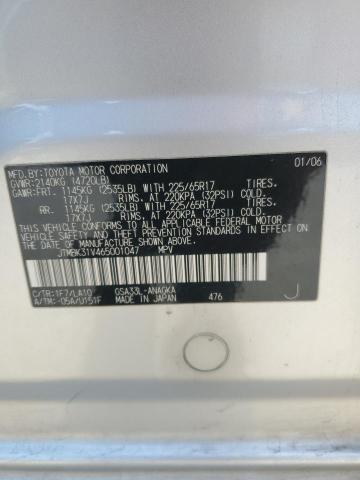 MFD.BY:TOYOTA MOTOR CORPORATION 01/06
GVWR:2140KG (4720LB)
GAWR:FRT. 1145KG (2535LB) WITH 225/65R17 TIRES.
17X7J RIMS, AT 220KPA (32PSI) COLD.
RR. 1145KG (2535LB) WITH 225/65R17 TIRES.
17X7J RIMS, AT 220KPA (32PSI) COLD.
THIS VEHICLE CONFORMS TO ALL APPLICABLE FEDERAL MOTOR
VEHICLE SAFETY AND BUMPER STANDARDS IN EFFECT ON
THE DATE OF MANUFACTURE SHOWN ABOVE.
JTMBK31V465001047 MPV
C/TR:1F7/LA10 GSA33L-ANAGKA
A/TM:-05A/U151F MADE IN JAPAN 476
J